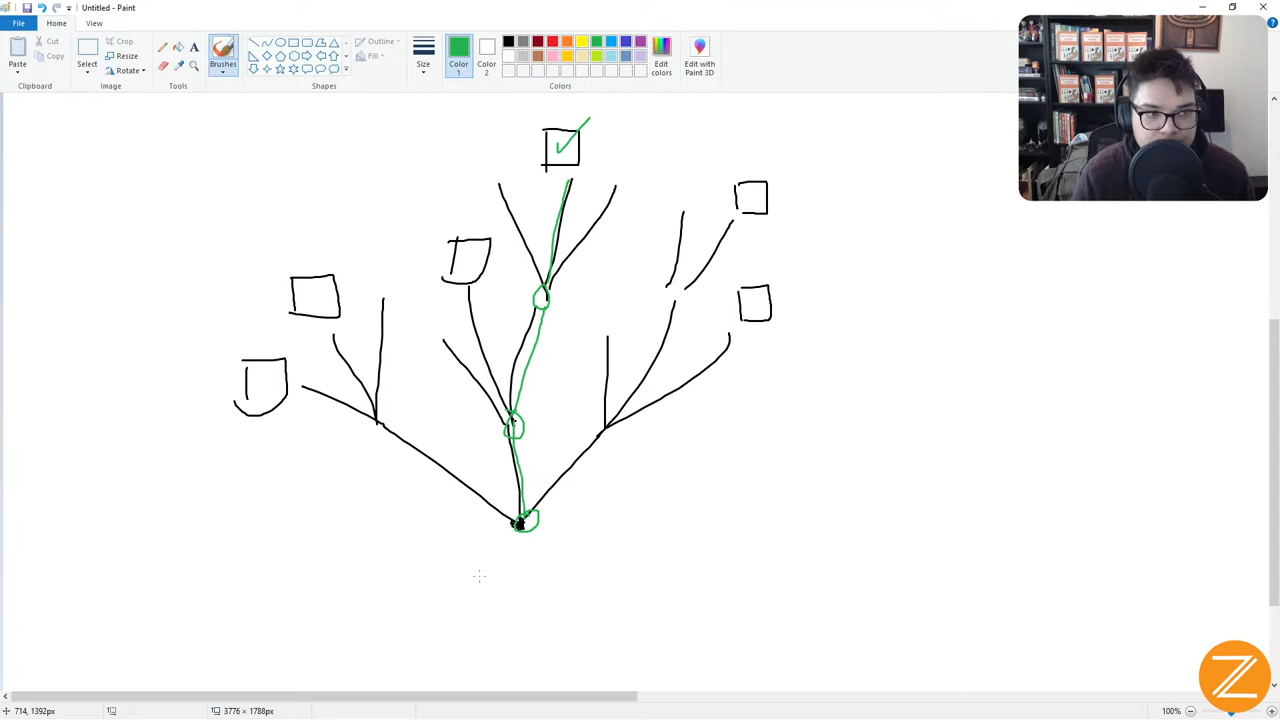 Untitled - Paint
File
Home
View
Paste
Cut
Copy
Clipboard
Select
Crop
Resize
Rotate
Image
A
Tools
Brushes
Outline
Fill
Shapes
Size
Color 1
Color 2
Edit colors
Colors
Edit with Paint 3D
714, 1392px
3776 × 1788px
100%
Z